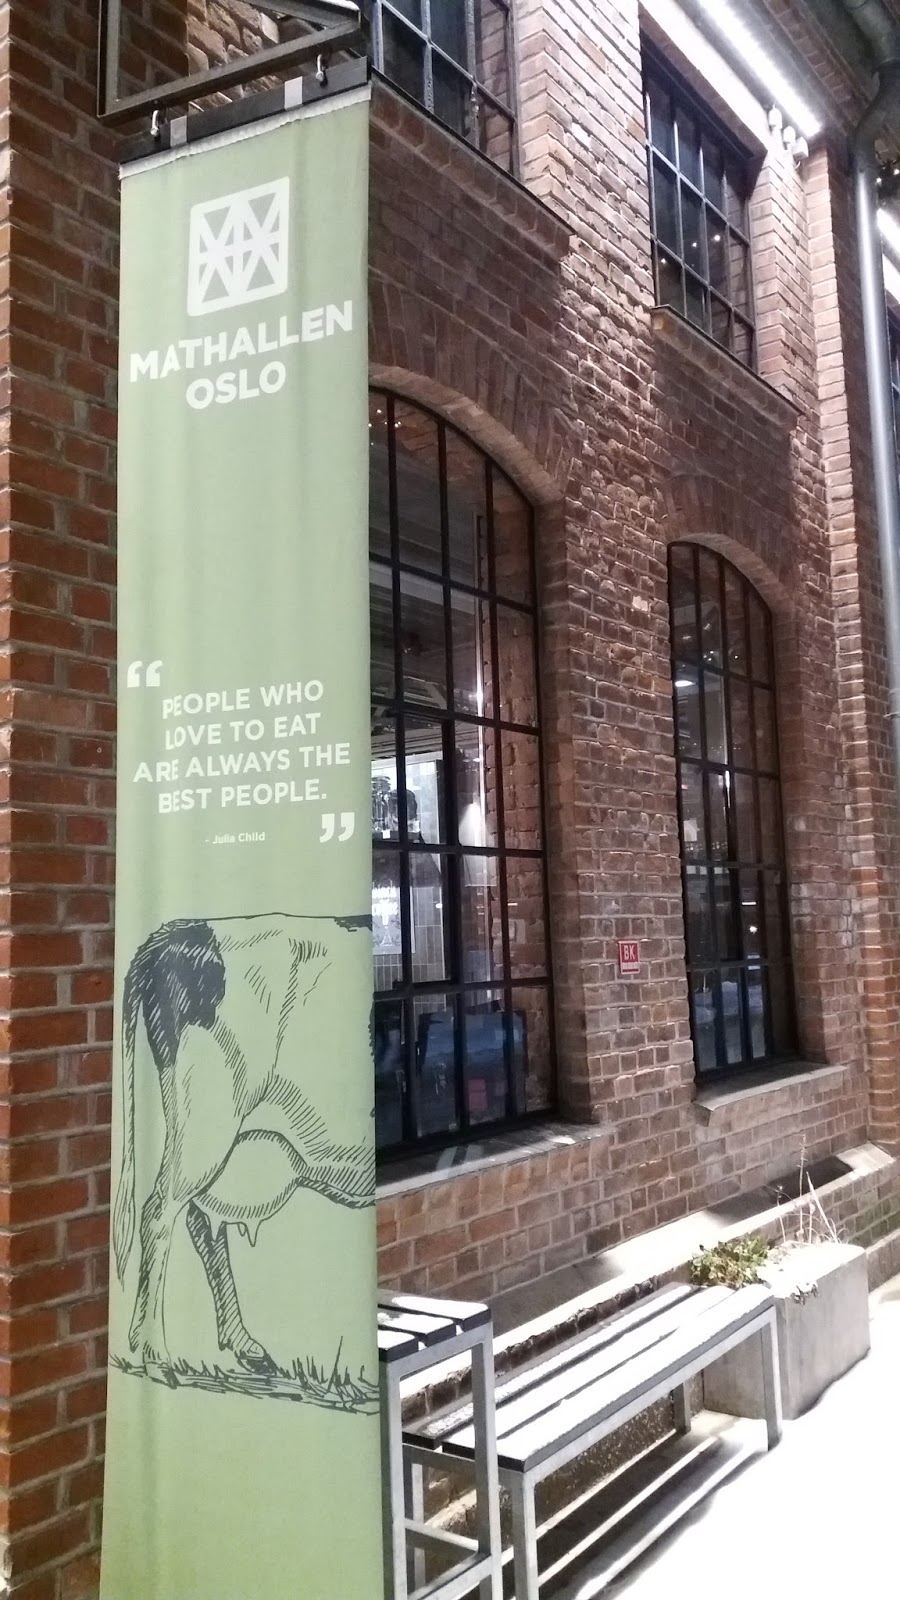 MATHALLEN
OSLO
“
PEOPLE WHO
LOVE TO EAT
ARE ALWAYS THE
BEST PEOPLE.
”
- Julia Child
BK